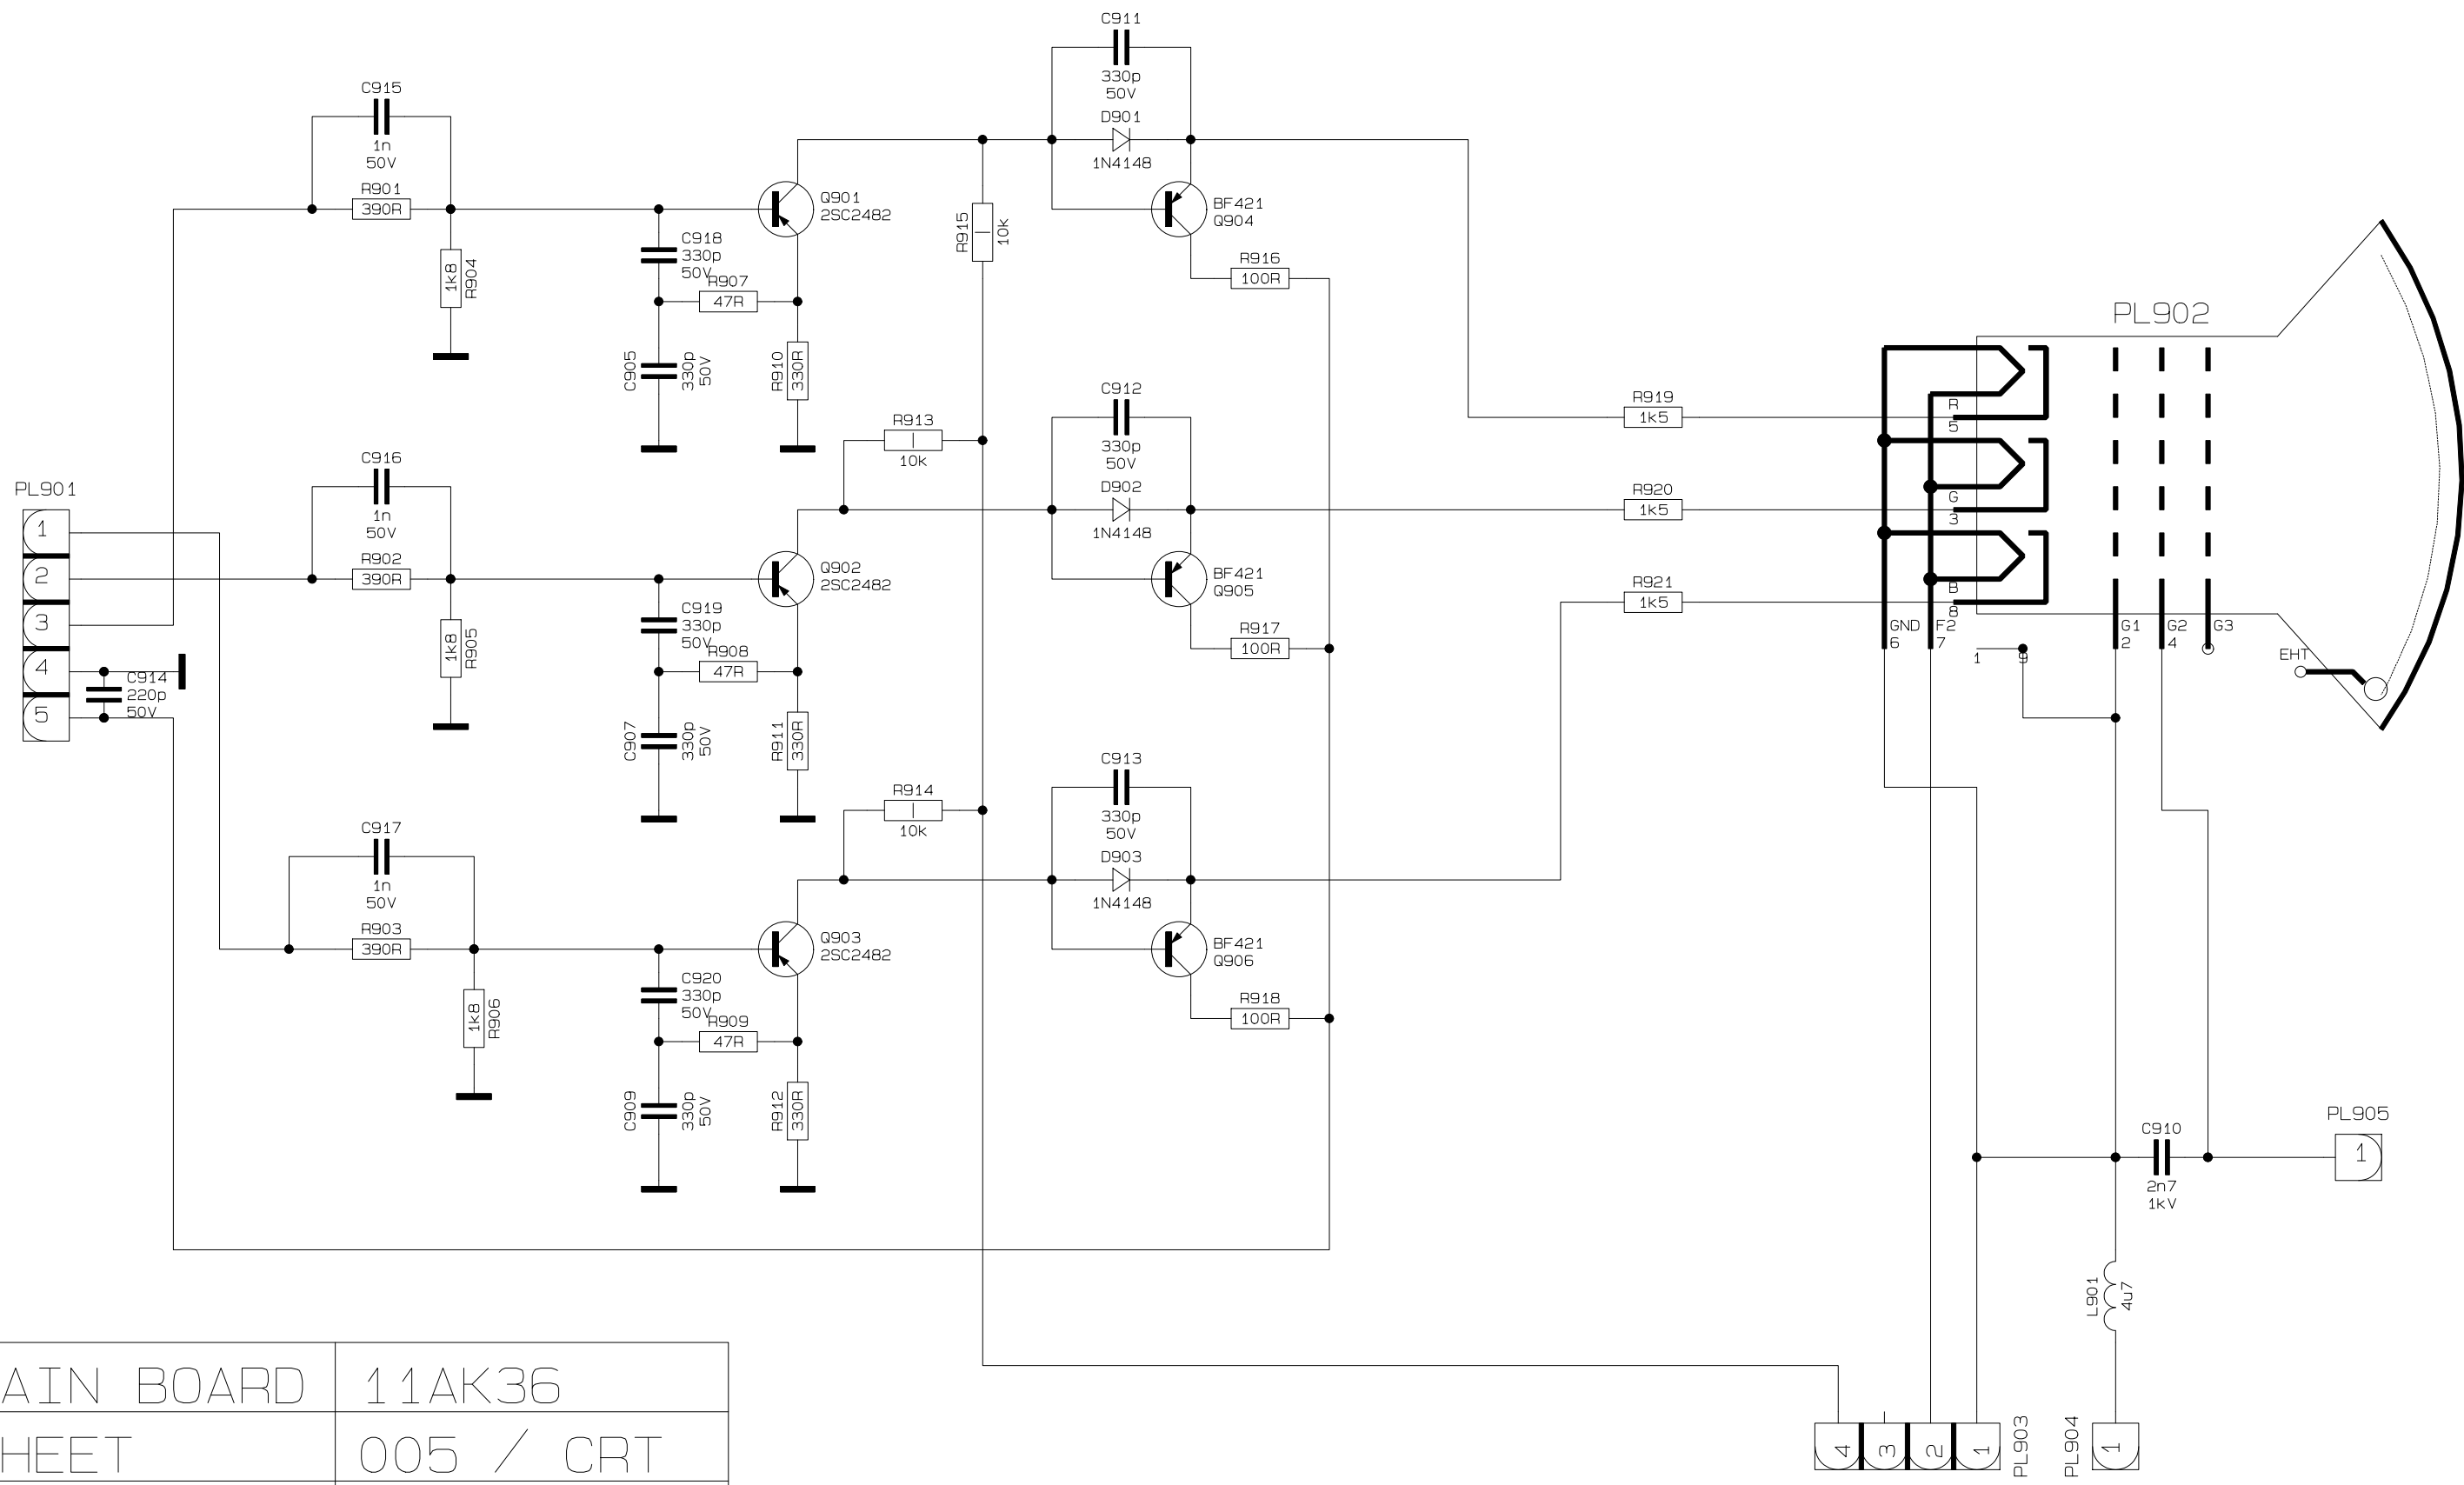 C911
330p
50V
D901
1N4148
C915
1n
50V
R901
390R
1k8
R904
C918
330p
50V
R907
47R
C905
330p
50V
R910
330R
Q901
2SC2482
R915
10k
BF421
Q904
R916
100R
PL901
1
2
3
4
5
C914
220p
50V
C916
1n
50V
R902
390R
1k8
R905
C919
330p
50V
R908
47R
C907
330p
50V
R911
330R
Q902
2SC2482
R913
10k
C912
330p
50V
D902
1N4148
BF421
Q905
R917
100R
C917
1n
50V
R903
390R
1k8
R906
C920
330p
50V
R909
47R
C909
330p
50V
R912
330R
Q903
2SC2482
R914
10k
C913
330p
50V
D903
1N4148
BF421
Q906
R918
100R
R919
1k5
R920
1k5
R921
1k5
PL902
R
5
G
3
B
8
GND
6
F2
7
1
9
G1
2
G2
4
G3
EHT
C910
2n7
1kV
PL905
1
L901
4u7
4
3
2
1
PL903
PL904
1
AIN BOARD
11AK36
HEET
005 / CRT